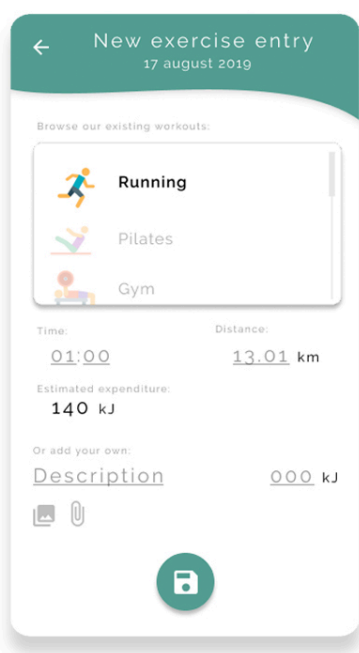 New exercise entry
17 august 2019
Browse our existing workouts:
Running
Pilates
Gym
Time:
Distance:
01:00
13.01 km
Estimated expenditure:
140 kJ
Or add your own:
Description
000 kJ